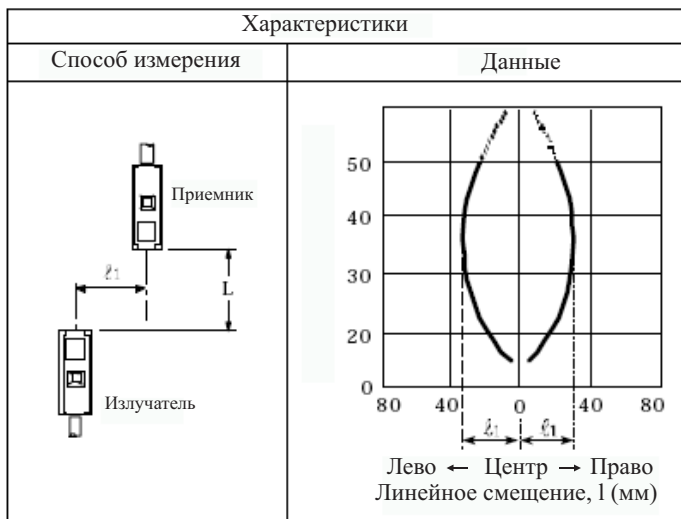 Характеристики
Способ измерения
Данные
Приемник
ℓ1
L
Излучатель
50
40
30
20
0
80 40 0 40 80
ℓ1 ℓ1
Лево ← Центр → Право
Линейное смещение, l (мм)